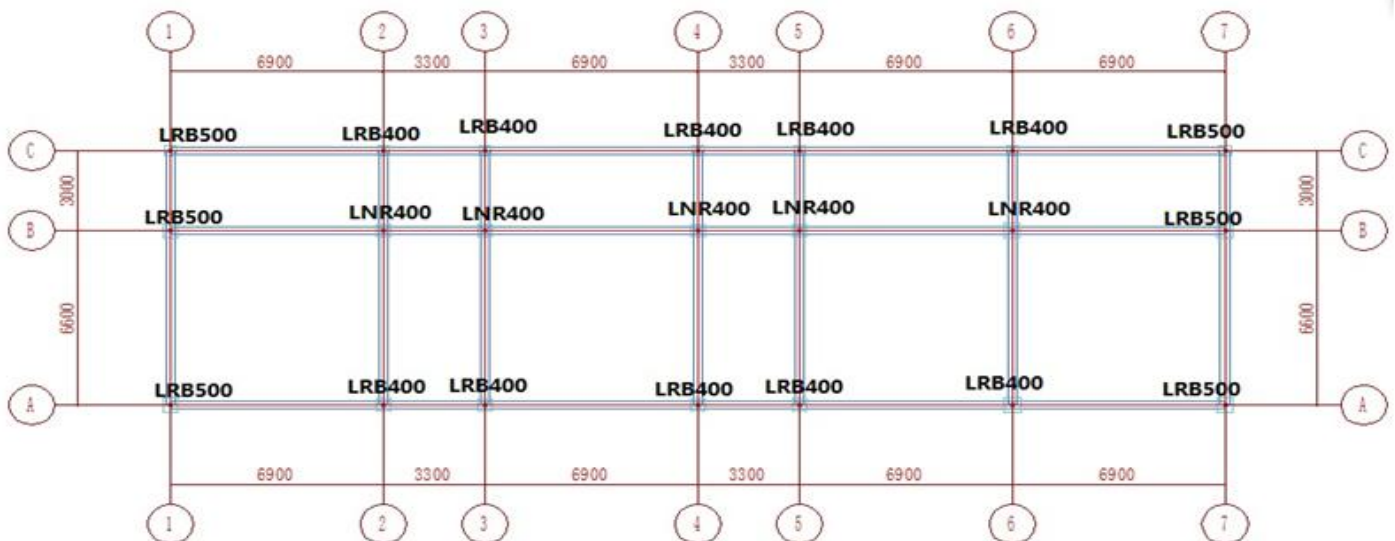 1 2 3 4 5 6 7
6900 3300 6900 3300 6900 6900
LRB500 LRB400 LRB400 LRB400 LRB400 LRB400 LRB500
C C
3000 3000
LRB500 LNR400 LNR400 LNR400 LNR400 LNR400 LRB500
B B
6600 6600
LRB500 LRB400 LRB400 LRB400 LRB400 LRB400 LRB500
A A
6900 3300 6900 3300 6900 6900
1 2 3 4 5 6 7